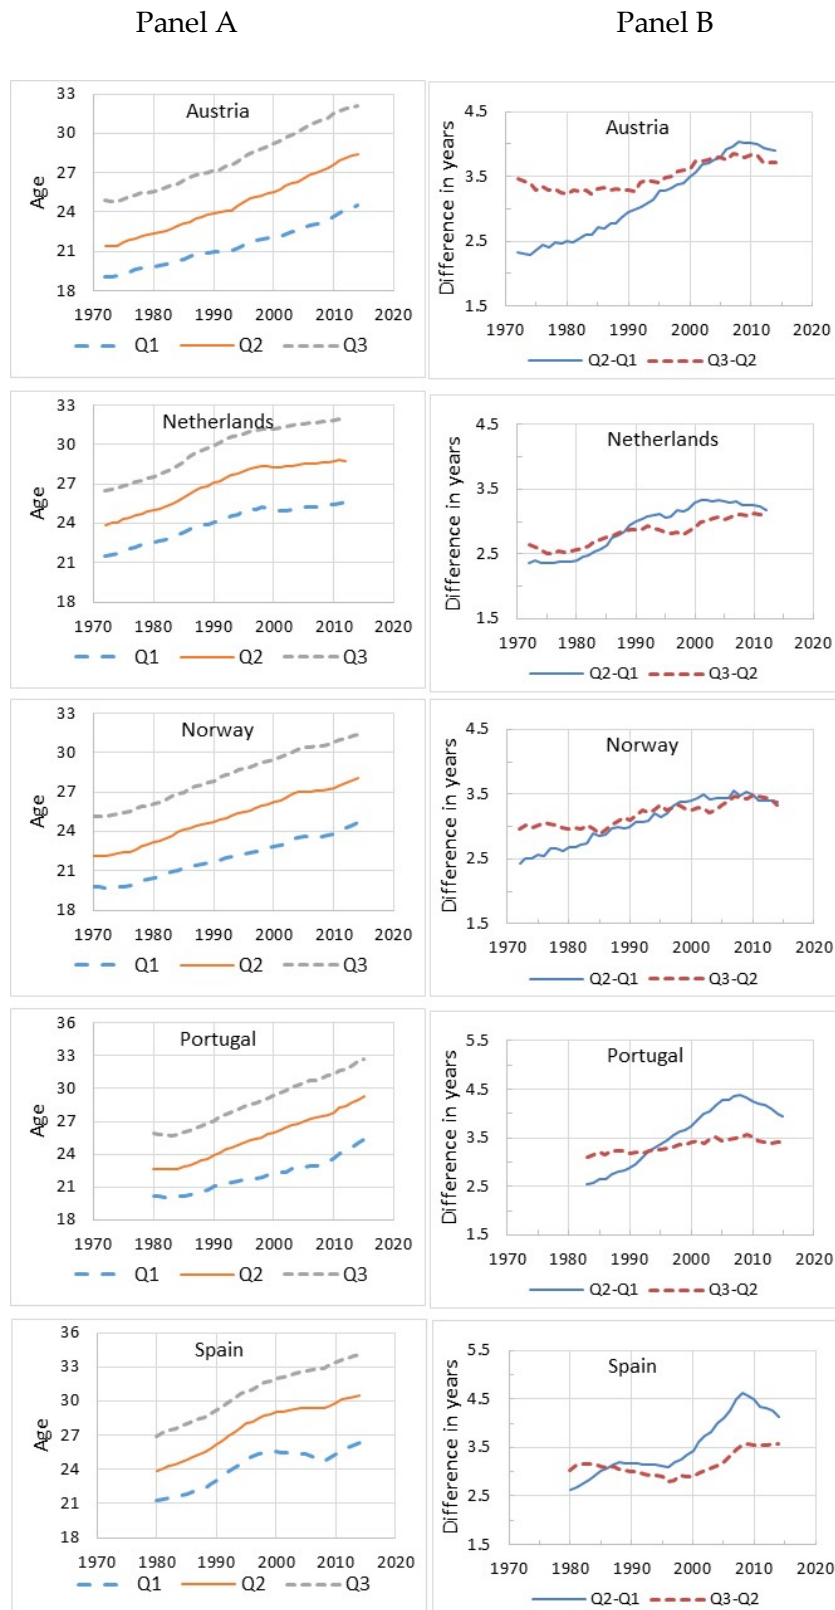 Panel A Panel B
Austria
Age
33
30
27
24
21
18
1970 1980 1990 2000 2010 2020
Q1 Q2 Q3
Austria
Difference in years
4.5
3.5
2.5
1.5
1970 1980 1990 2000 2010 2020
Q2-Q1 Q3-Q2
Netherlands
Age
33
30
27
24
21
18
1970 1980 1990 2000 2010 2020
Q1 Q2 Q3
Netherlands
Difference in years
4.5
3.5
2.5
1.5
1970 1980 1990 2000 2010 2020
Q2-Q1 Q3-Q2
Norway
Age
33
30
27
24
21
18
1970 1980 1990 2000 2010 2020
Q1 Q2 Q3
Norway
Difference in years
4.5
3.5
2.5
1.5
1970 1980 1990 2000 2010 2020
Q2-Q1 Q3-Q2
Portugal
Age
36
33
30
27
24
21
18
1970 1980 1990 2000 2010 2020
Q1 Q2 Q3
Portugal
Difference in years
5.5
4.5
3.5
2.5
1.5
1970 1980 1990 2000 2010 2020
Q2-Q1 Q3-Q2
Spain
Age
36
33
30
27
24
21
18
1970 1980 1990 2000 2010 2020
Q1 Q2 Q3
Spain
Difference in years
5.5
4.5
3.5
2.5
1.5
1970 1980 1990 2000 2010 2020
Q2-Q1 Q3-Q2